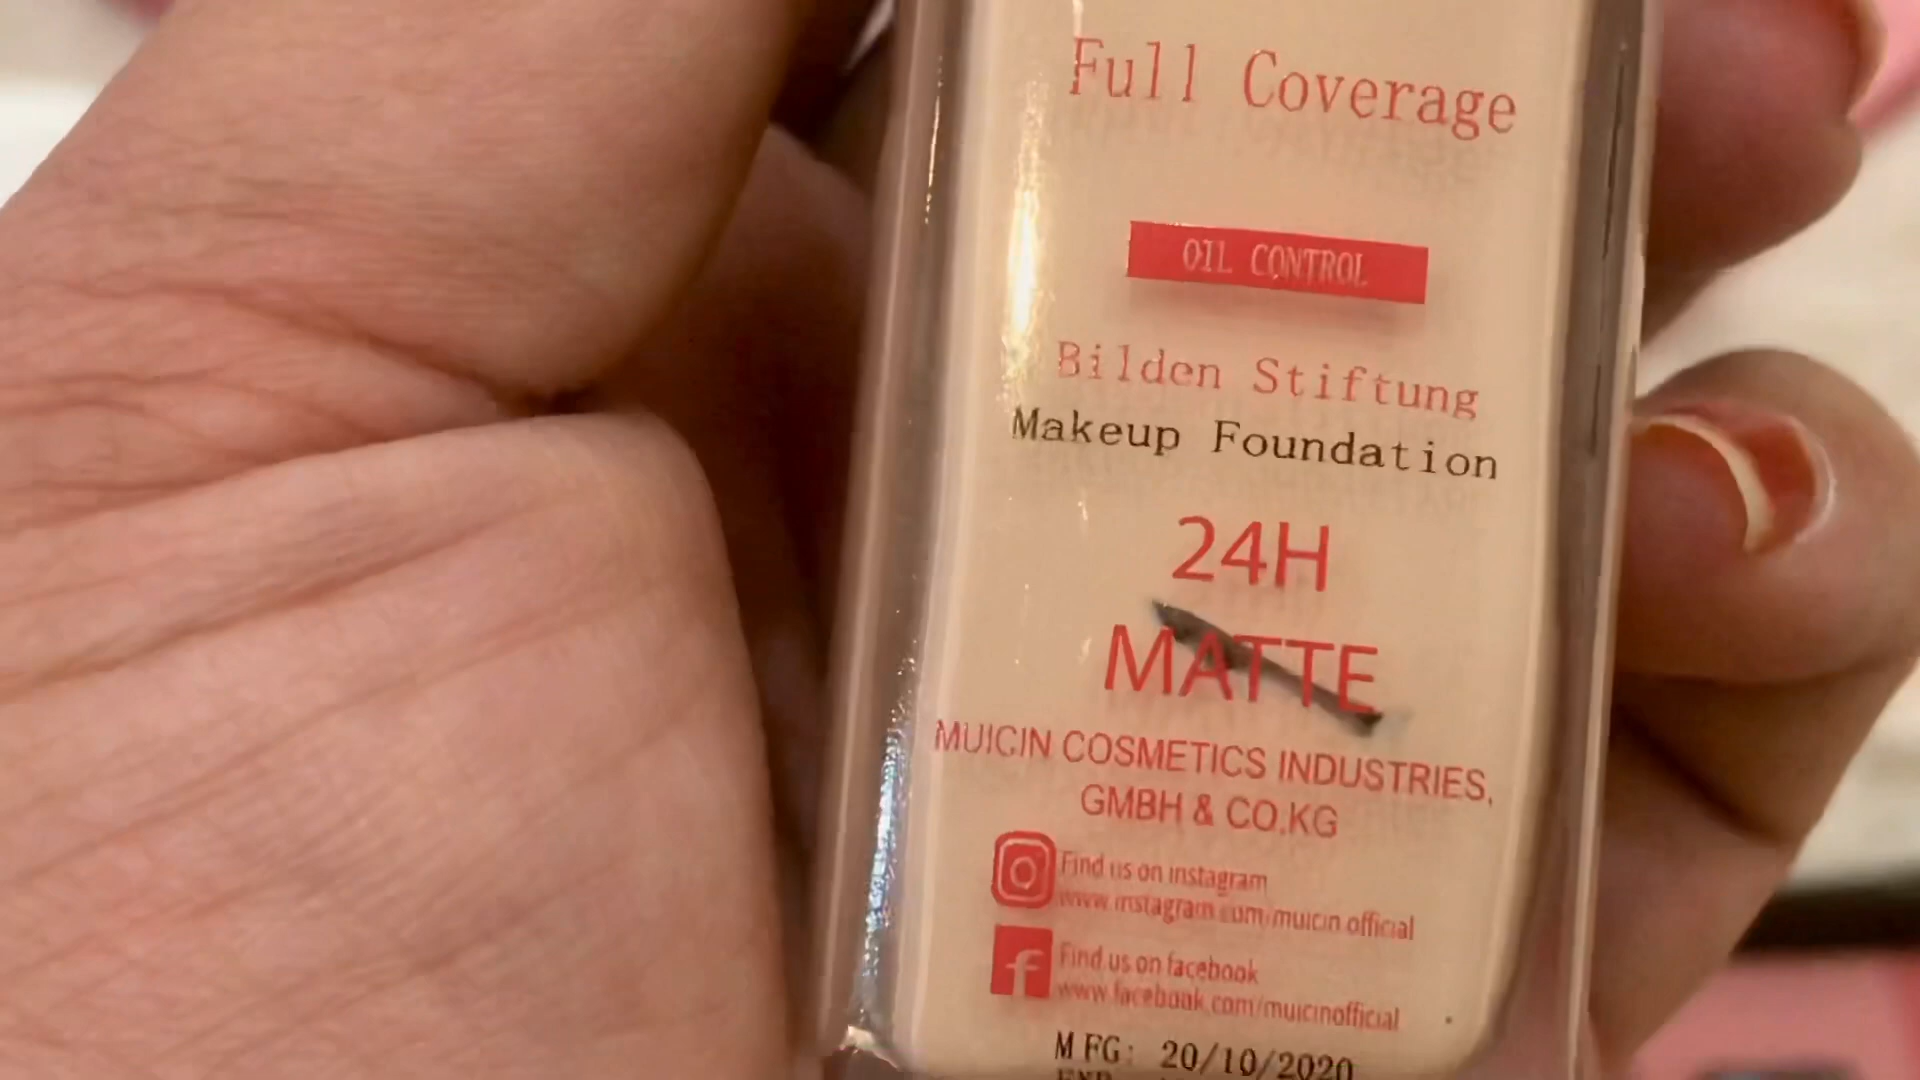 Full Coverage
OIL CONTROL
Bilden Stiftung
Makeup Foundation
24H
MATTE
MUICIN COSMETICS INDUSTRIES,
GMBH & CO.KG
Find us on instagram
www.instagram.com/muicin official
Find us on facebook
www.facebook.com/muicinofficial
MFG: 20/10/2020